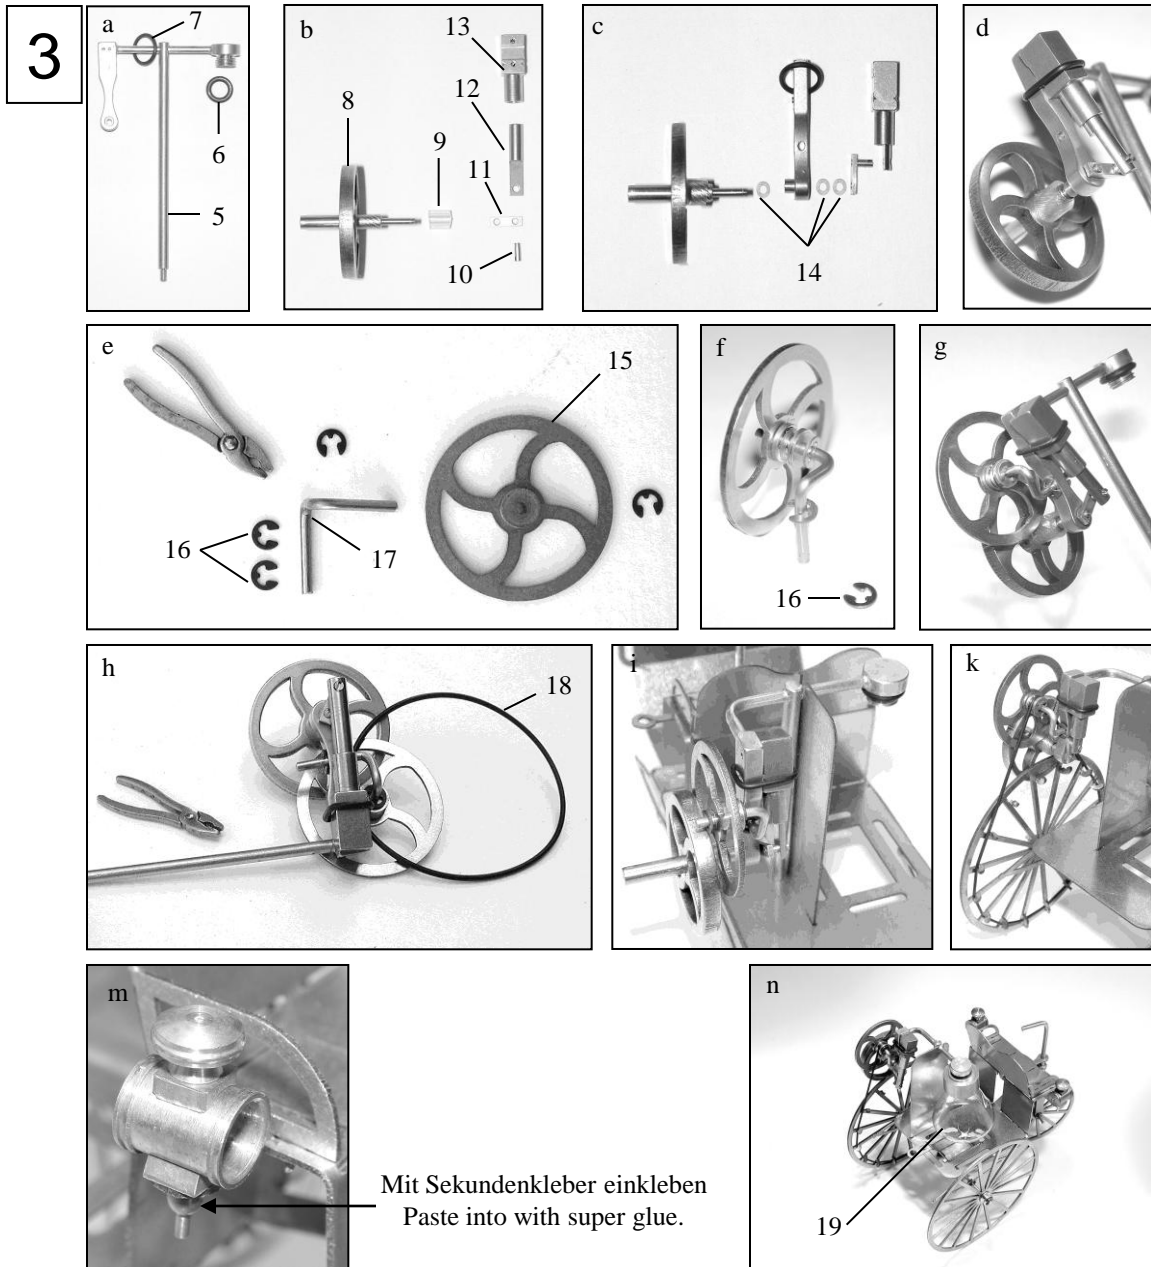 3
a
7
6
5
b
13
12
8
9
11
10
c
14
d
e
15
16
17
f
16
g
h
18
i
k
m
Mit Sekundenkleber einkleben
Paste into with super glue.
n
19